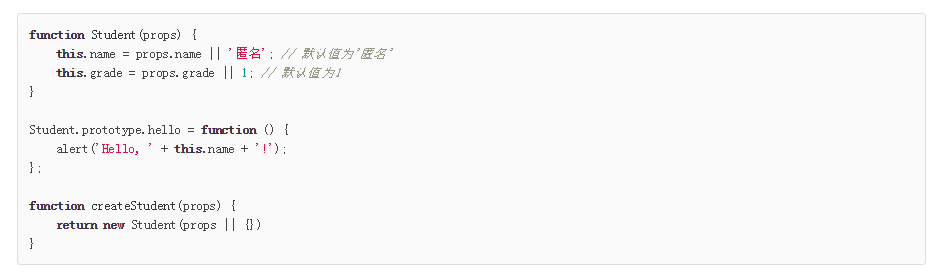 function Student(props) {
    this.name = props.name || '匿名'; // 默认值为'匿名'
    this.grade = props.grade || 1; // 默认值为1
}

Student.prototype.hello = function () {
    alert('Hello, ' + this.name + '!');
};

function createStudent(props) {
    return new Student(props || {})
}